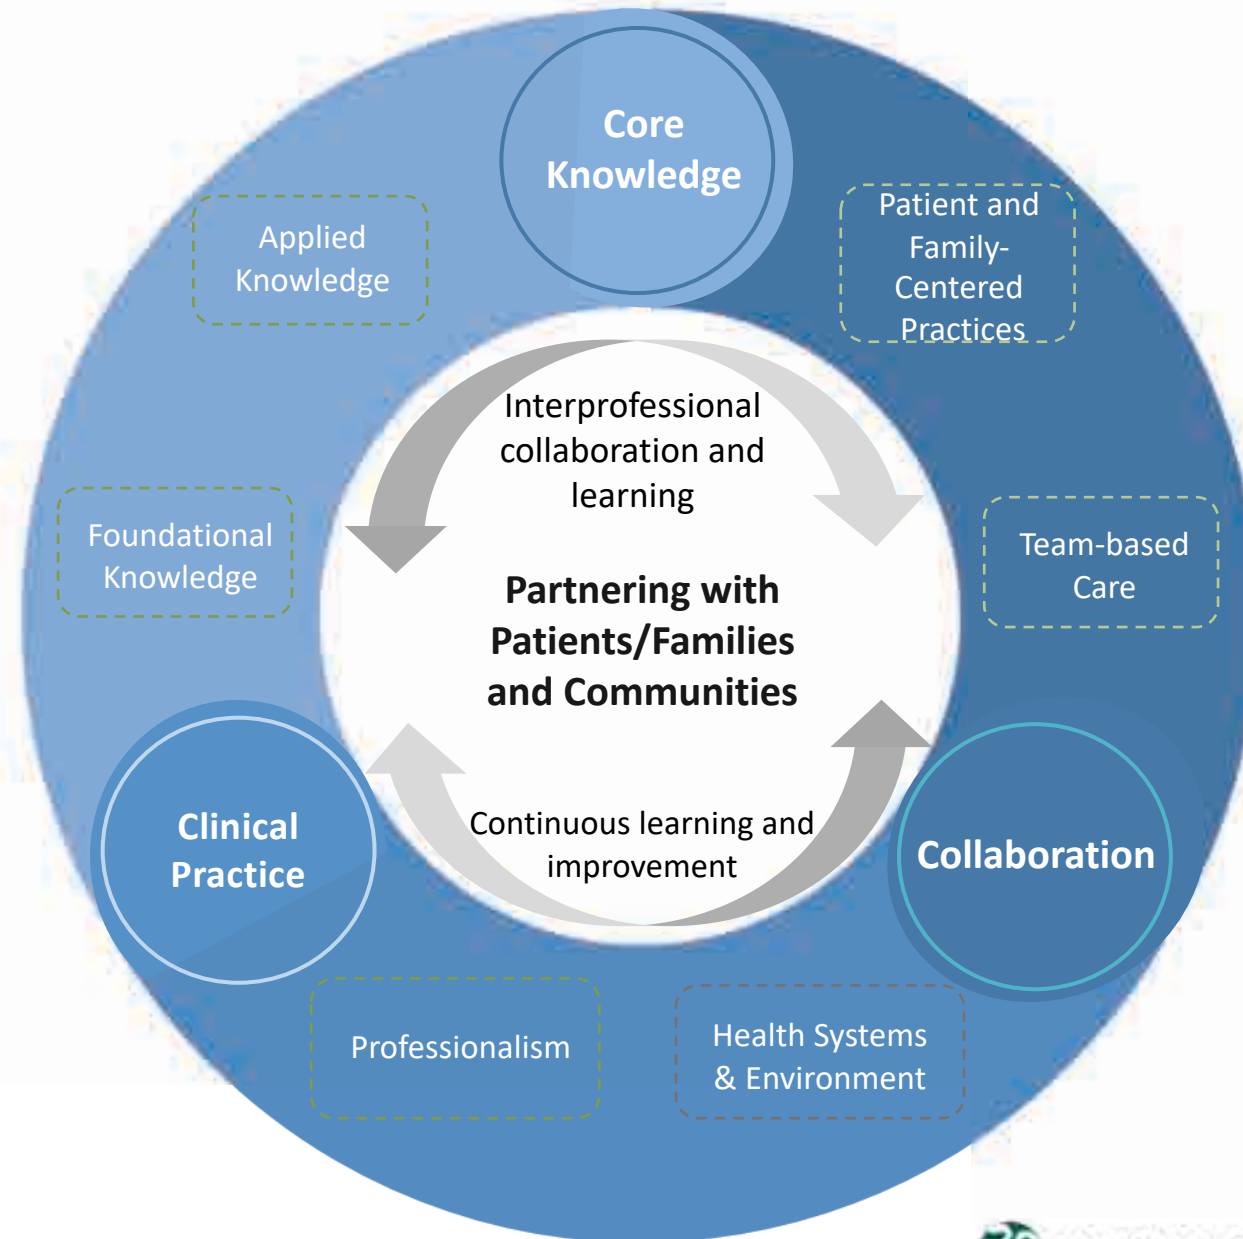 Core
Knowledge
Applied
Knowledge
Patient and
Family-
Centered
Practices
Interprofessional
collaboration and
learning
Foundational
Knowledge
Team-based
Care
Partnering with
Patients/Families
and Communities
Clinical
Practice
Continuous learning and
improvement
Collaboration
Professionalism
Health Systems
& Environment